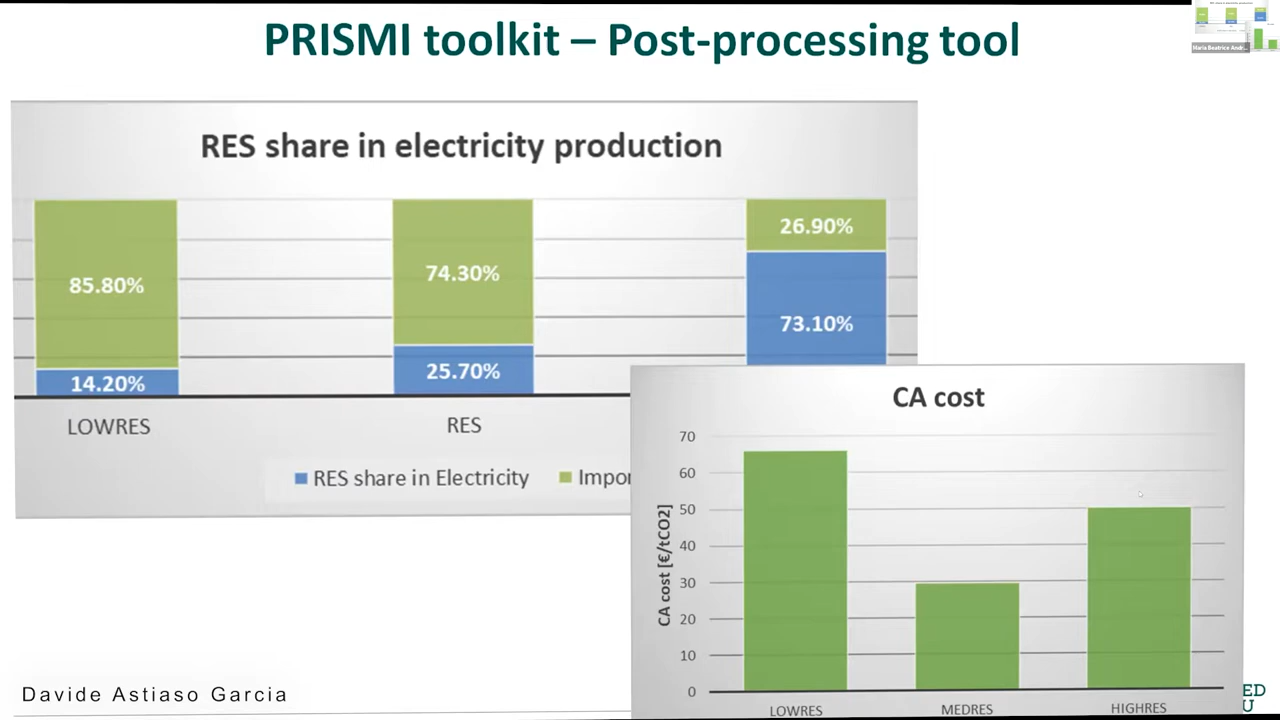 PRISMI toolkit – Post-processing tool
RES share in electricity production
85.80%
74.30%
26.90%
73.10%
14.20%
25.70%
LOWRES
RES
RES share in Electricity
Impor
CA cost
CA cost [€/tCO2]
70
60
50
40
30
20
10
0
LOWRES
MEDRES
HIGHRES
Davide Astiaso Garcia
ED
U